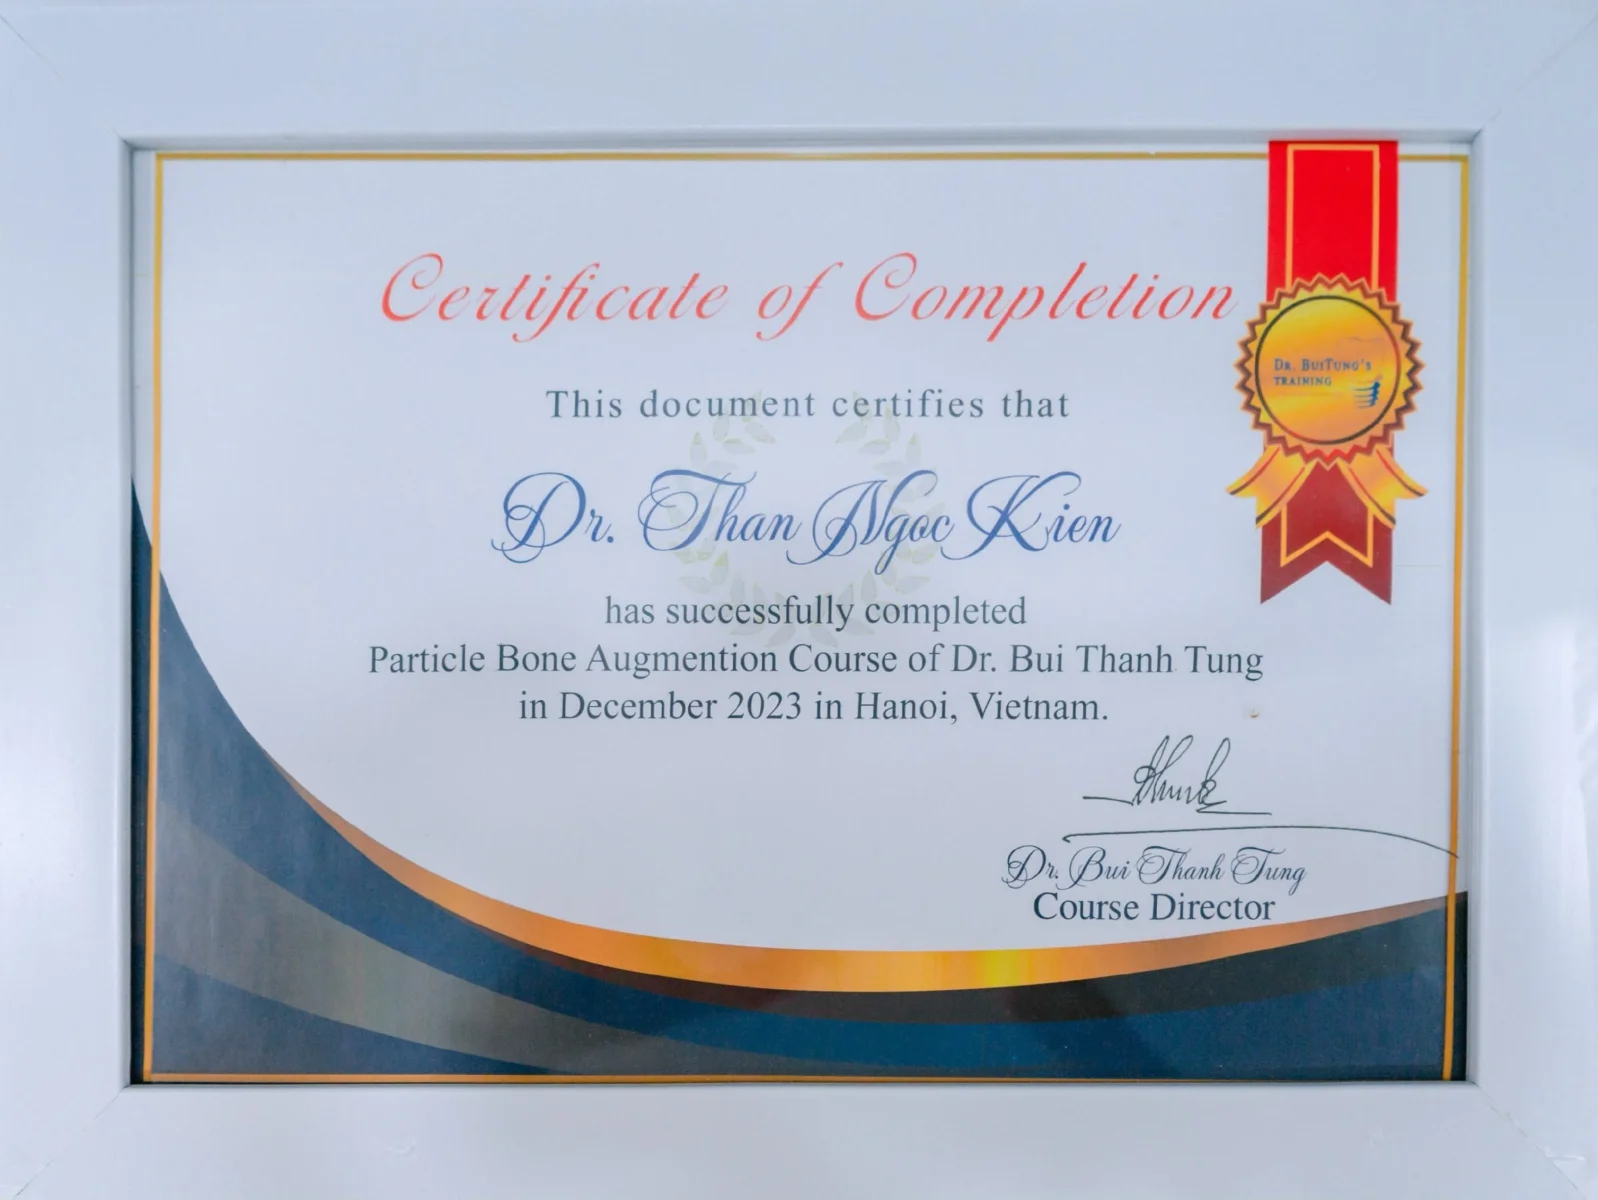 Certificate of Completion
DR. BUITUNG'S
TRAINING
This document certifies that
Dr. Than Ngoc Kien
has successfully completed
Particle Bone Augmention Course of Dr. Bui Thanh Tung
in December 2023 in Hanoi, Vietnam.
Dr. Bui Thanh Tung
Course Director